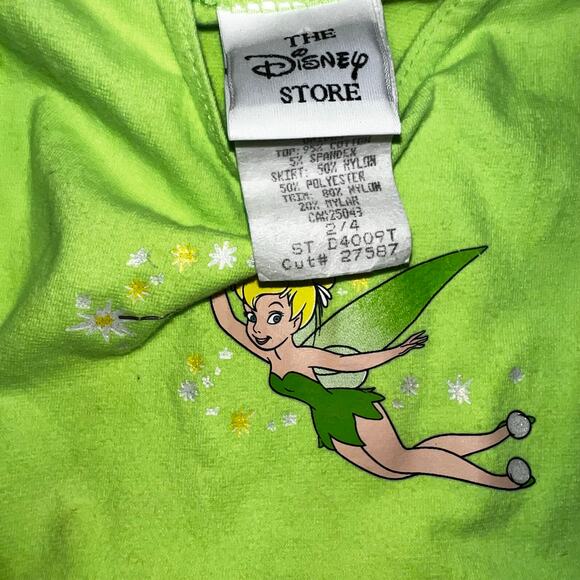 THE
Disney
STORE
TOP: 95% COTTON
5% SPANDEX
SKIRT: 50% NYLON
50% POLYESTER
TRIM: 80% NYLON
20% MYLAR
CA#25043
2/4
ST D4009T
Cut# 27587